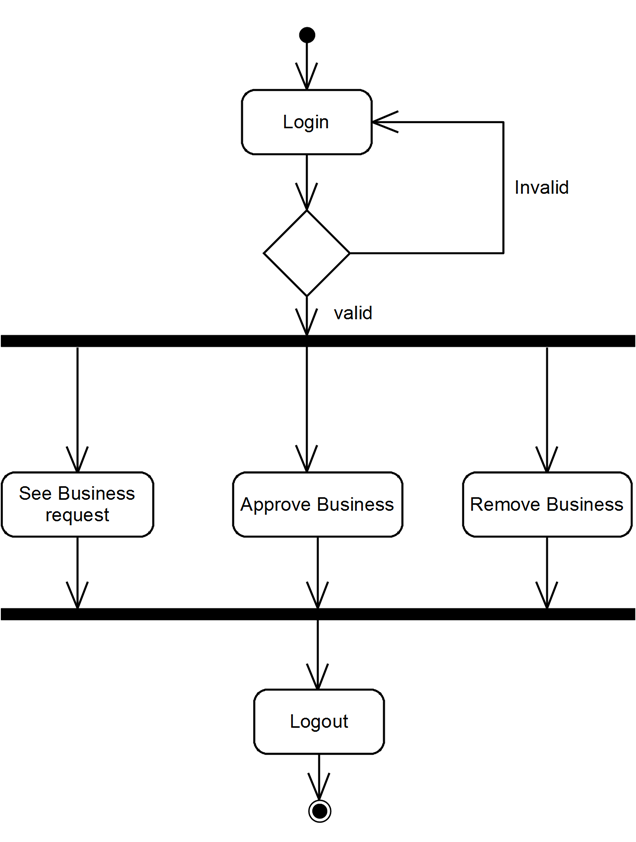 Login
Invalid
valid
See Business
request
Approve Business
Remove Business
Logout